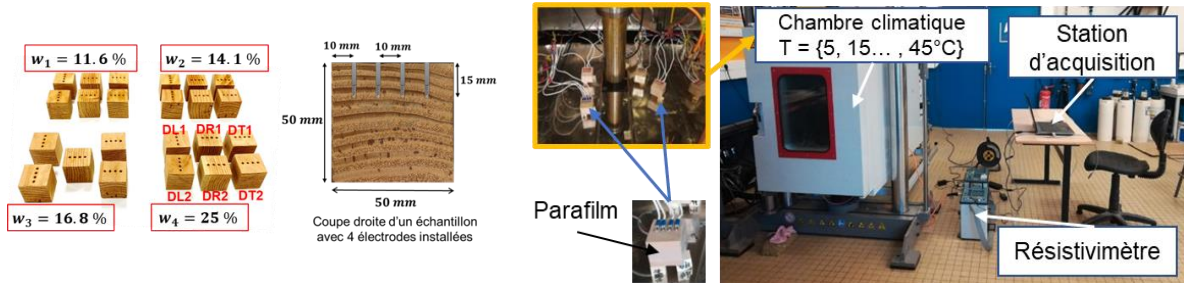 w₁ = 11.6 %
w₂ = 14.1 %
DL1 DR1 DT1
DL2 DR2 DT2
w₃ = 16.8 %
w₄ = 25 %
10 mm
10 mm
15 mm
50 mm
50 mm
Coupe droite d'un échantillon
avec 4 électrodes installées
Parafilm
Chambre climatique
T = {5, 15… , 45°C}
Station
d'acquisition
Résistivimètre